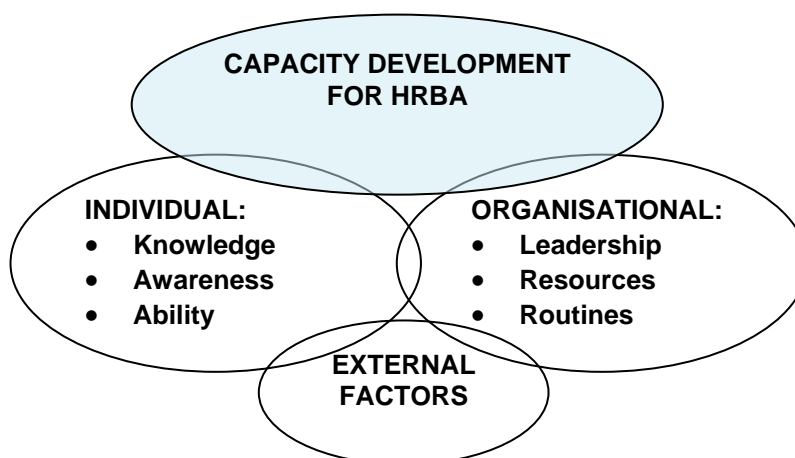 CAPACITY DEVELOPMENT
FOR HRBA
INDIVIDUAL:
• Knowledge
• Awareness
• Ability
ORGANISATIONAL:
• Leadership
• Resources
• Routines
EXTERNAL
FACTORS